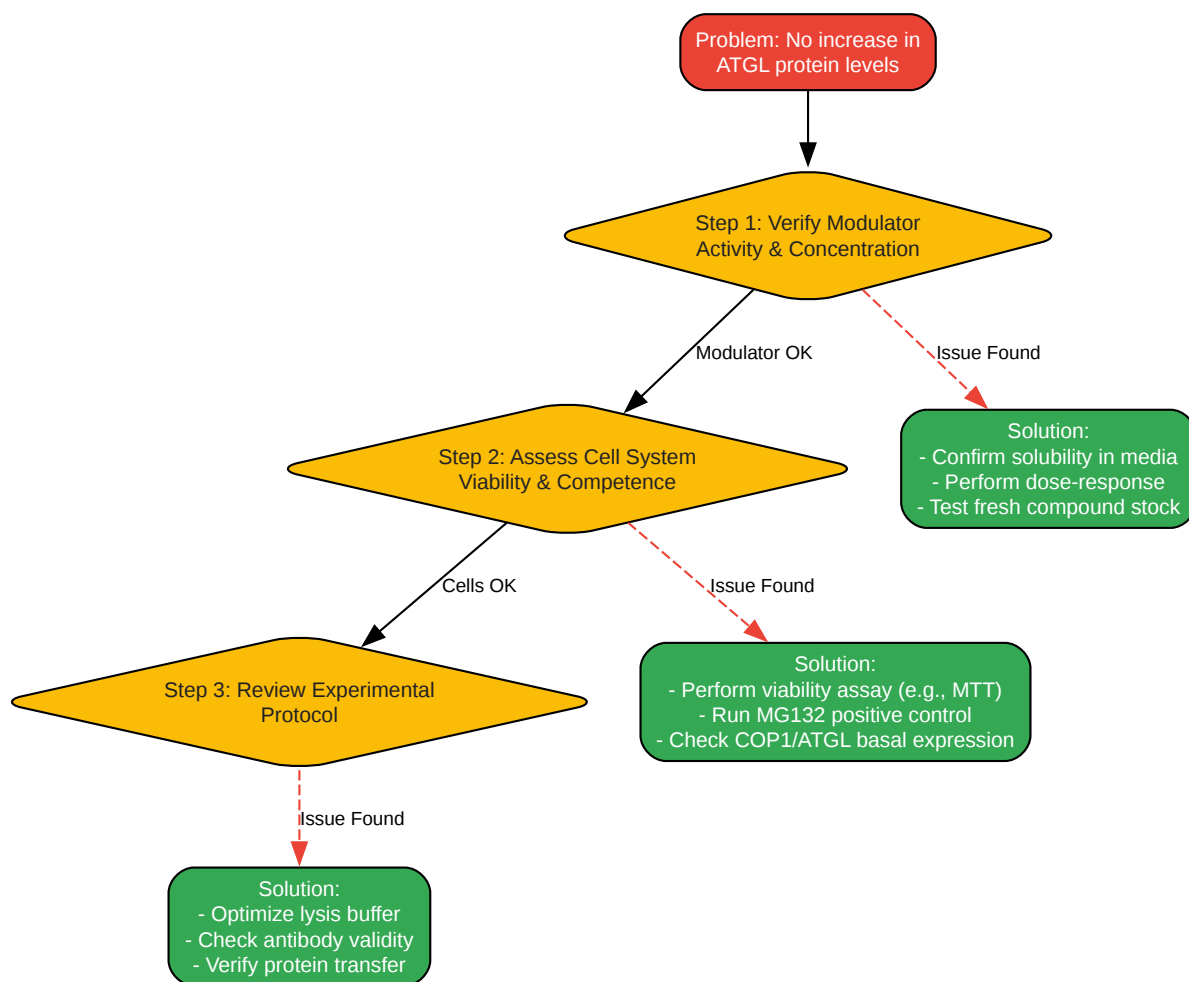 Problem: No increase in
ATGL protein levels
Step 1: Verify Modulator
Activity & Concentration
Modulator OK
Issue Found
Solution:
- Confirm solubility in media
- Perform dose-response
- Test fresh compound stock
Step 2: Assess Cell System
Viability & Competence
Cells OK
Issue Found
Solution:
- Perform viability assay (e.g., MTT)
- Run MG132 positive control
- Check COP1/ATGL basal expression
Step 3: Review Experimental
Protocol
Issue Found
Solution:
- Optimize lysis buffer
- Check antibody validity
- Verify protein transfer